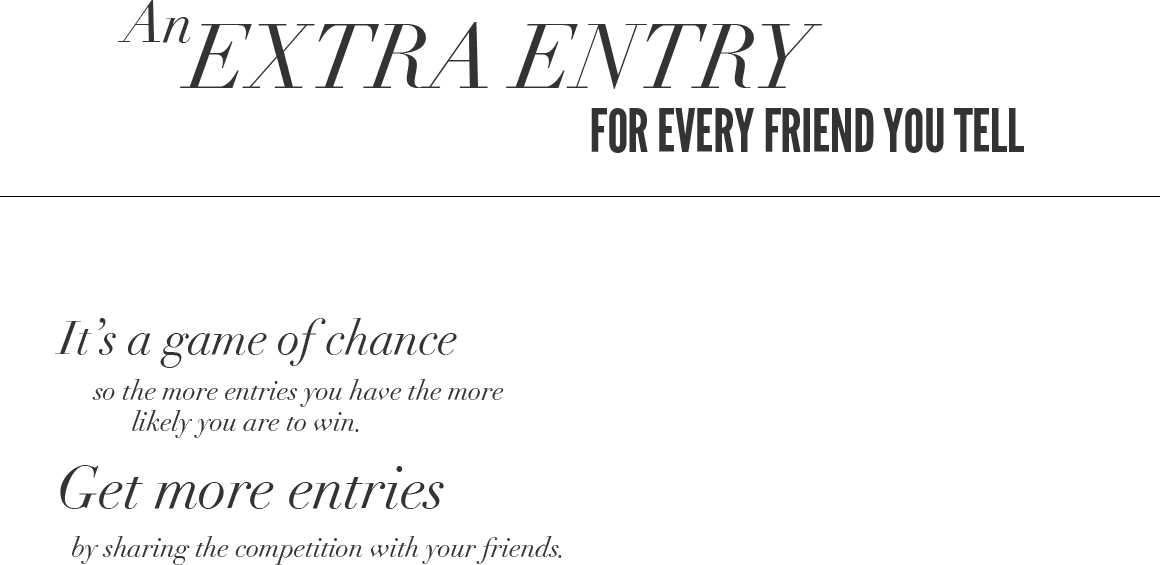 An EXTRA ENTRY
FOR EVERY FRIEND YOU TELL
It’s a game of chance
so the more entries you have the more
likely you are to win.
Get more entries
by sharing the competition with your friends.